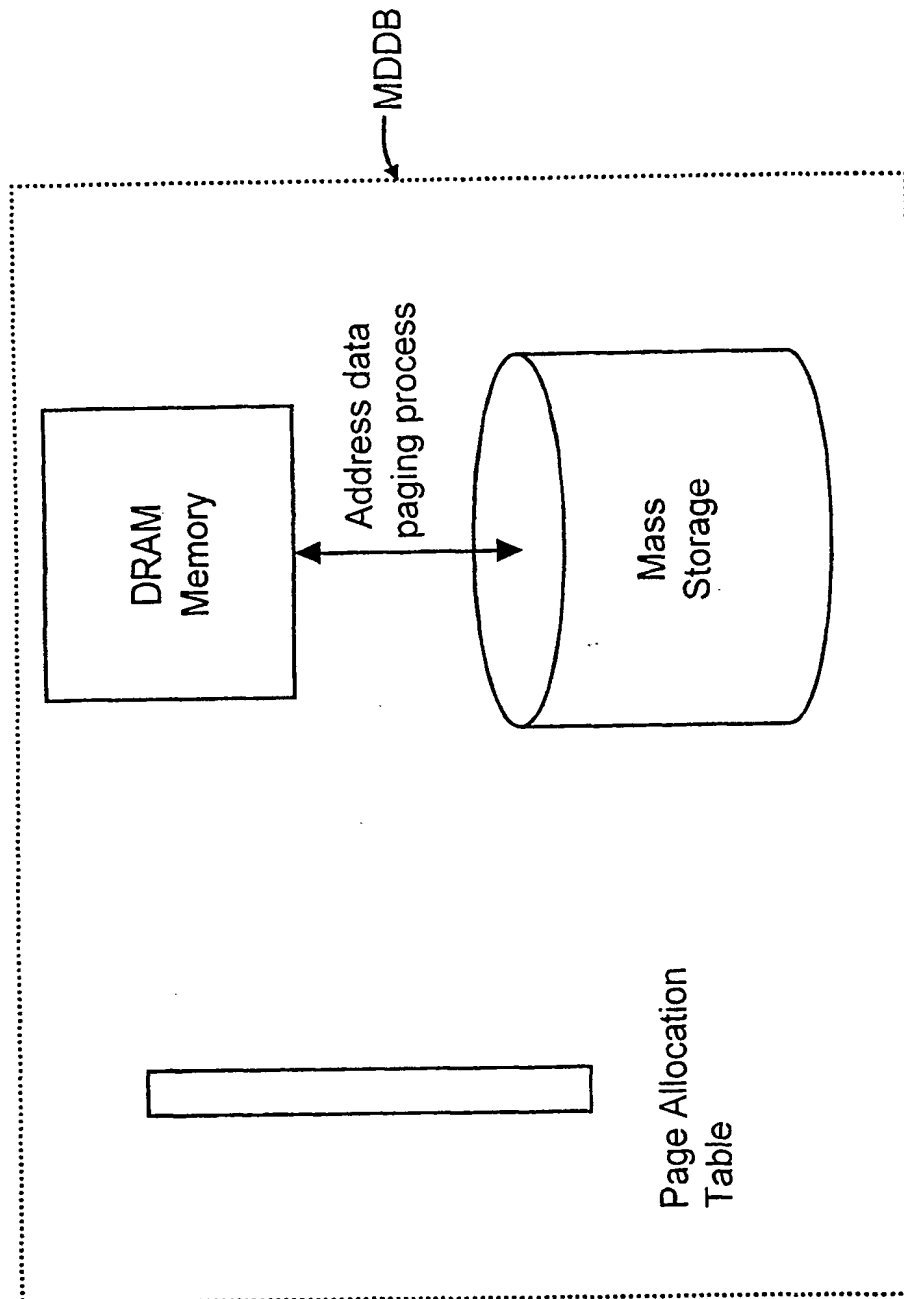 MDDB
DRAM
Memory
Address data
paging process
Mass
Storage
Page Allocation
Table